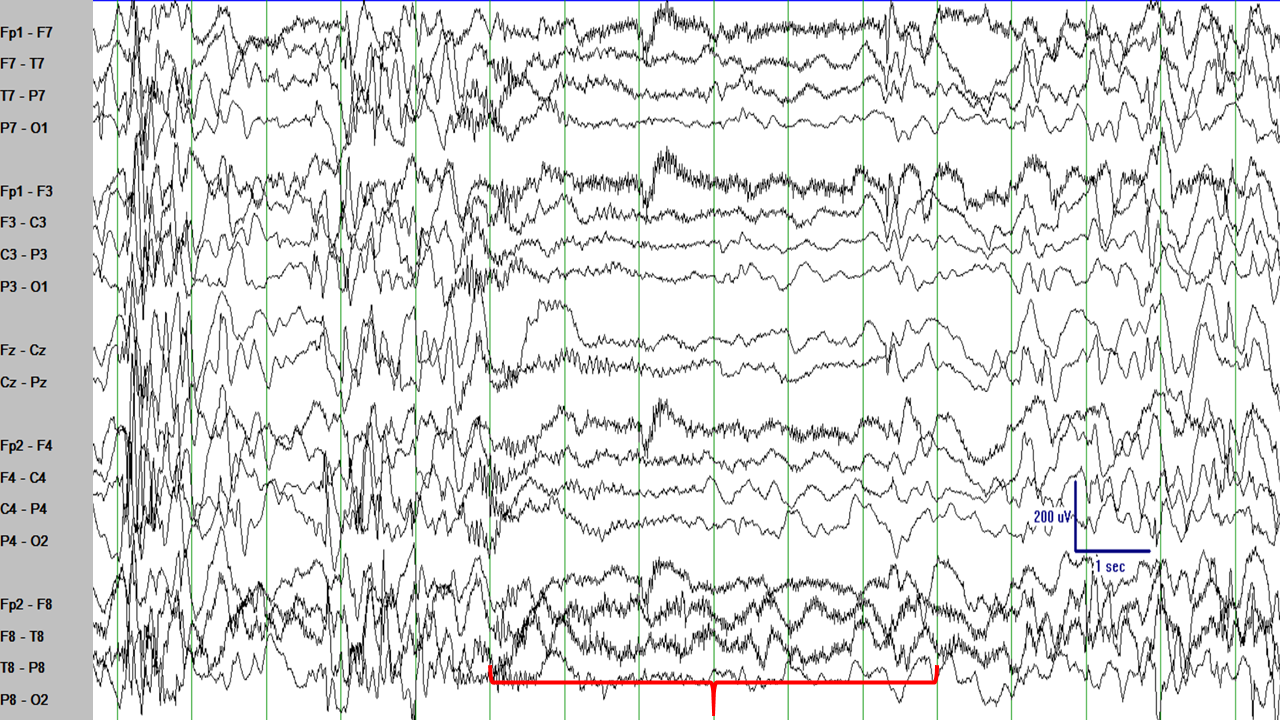 Fp1 - F7
F7 - T7
T7 - P7
P7 - O1
Fp1 - F3
F3 - C3
C3 - P3
P3 - O1
Fz - Cz
Cz - Pz
Fp2 - F4
F4 - C4
C4 - P4
P4 - O2
200 uV
1 sec
Fp2 - F8
F8 - T8
T8 - P8
P8 - O2